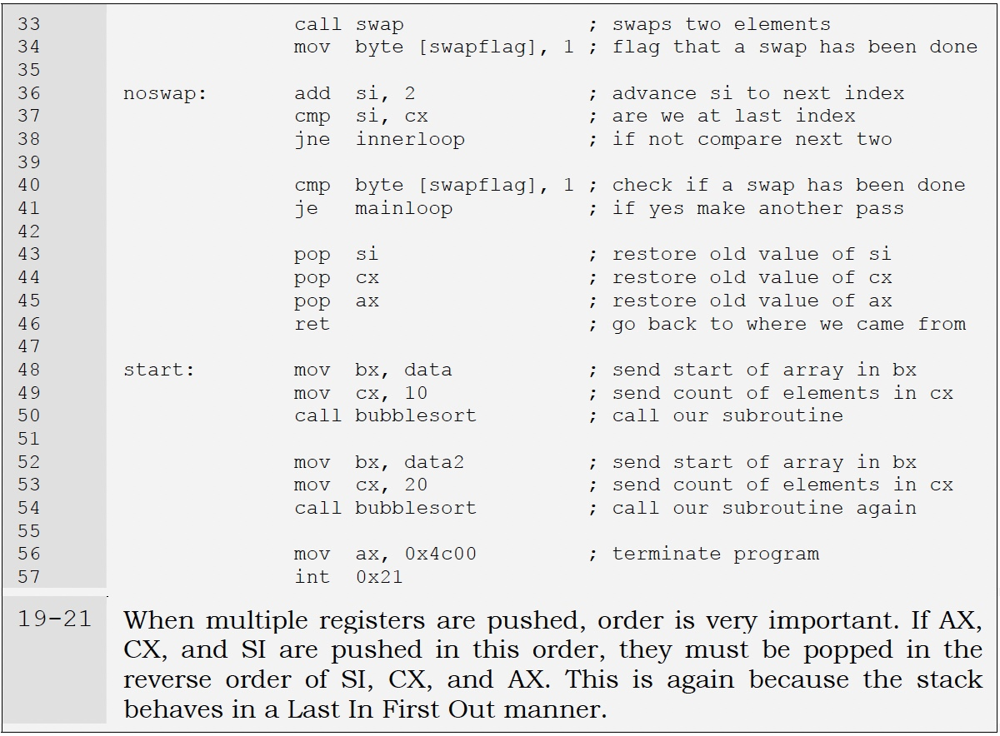 33 call swap ; swaps two elements
34 mov byte [swapflag], 1 ; flag that a swap has been done
35
36 noswap: add si, 2 ; advance si to next index
37 cmp si, cx ; are we at last index
38 jne innerloop ; if not compare next two
39
40 cmp byte [swapflag], 1 ; check if a swap has been done
41 je mainloop ; if yes make another pass
42
43 pop si ; restore old value of si
44 pop cx ; restore old value of cx
45 pop ax ; restore old value of ax
46 ret ; go back to where we came from
47
48 start: mov bx, data ; send start of array in bx
49 mov cx, 10 ; send count of elements in cx
50 call bubblesort ; call our subroutine
51
52 mov bx, data2 ; send start of array in bx
53 mov cx, 20 ; send count of elements in cx
54 call bubblesort ; call our subroutine again
55
56 mov ax, 0x4c00 ; terminate program
57 int 0x21
19-21 When multiple registers are pushed, order is very important. If AX,
CX, and SI are pushed in this order, they must be popped in the
reverse order of SI, CX, and AX. This is again because the stack
behaves in a Last In First Out manner.